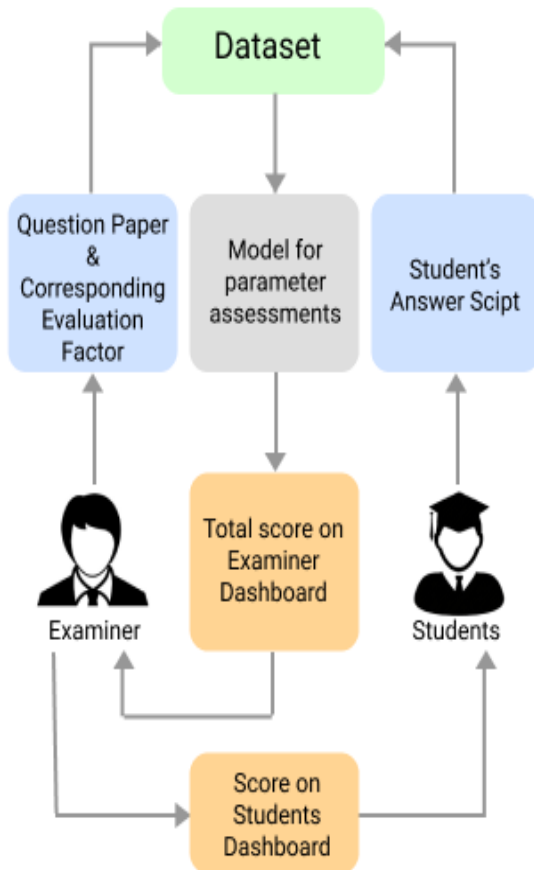 Dataset
Question Paper
&
Corresponding
Evaluation
Factor
Model for
parameter
assessments
Student's
Answer Scipt
Total score on
Examiner
Dashboard
Examiner
Students
Score on
Students
Dashboard